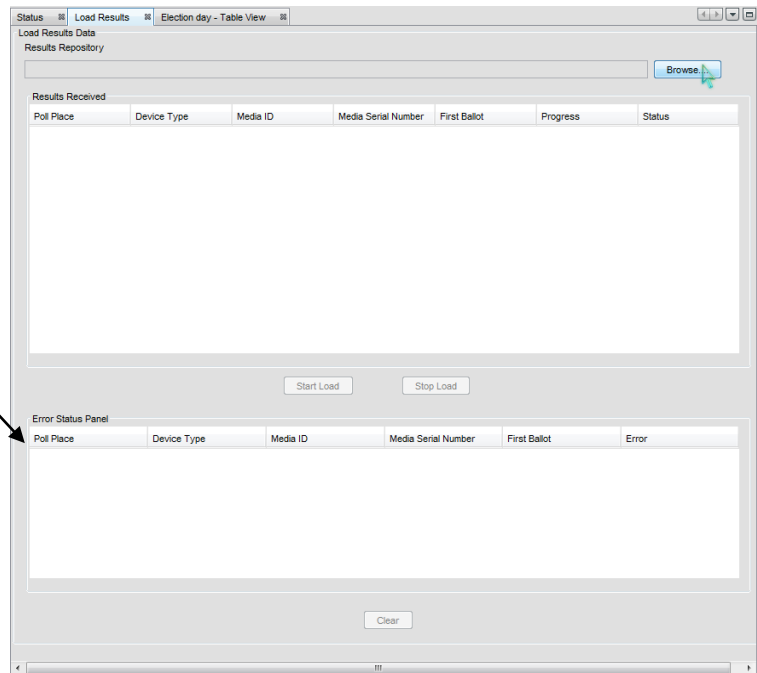 Status Load Results Election day - Table View
Load Results Data
Results Repository
Browse...
Results Received
Poll Place Device Type Media ID Media Serial Number First Ballot Progress Status
Start Load Stop Load
Error Status Panel
Poll Place Device Type Media ID Media Serial Number First Ballot Error
Clear